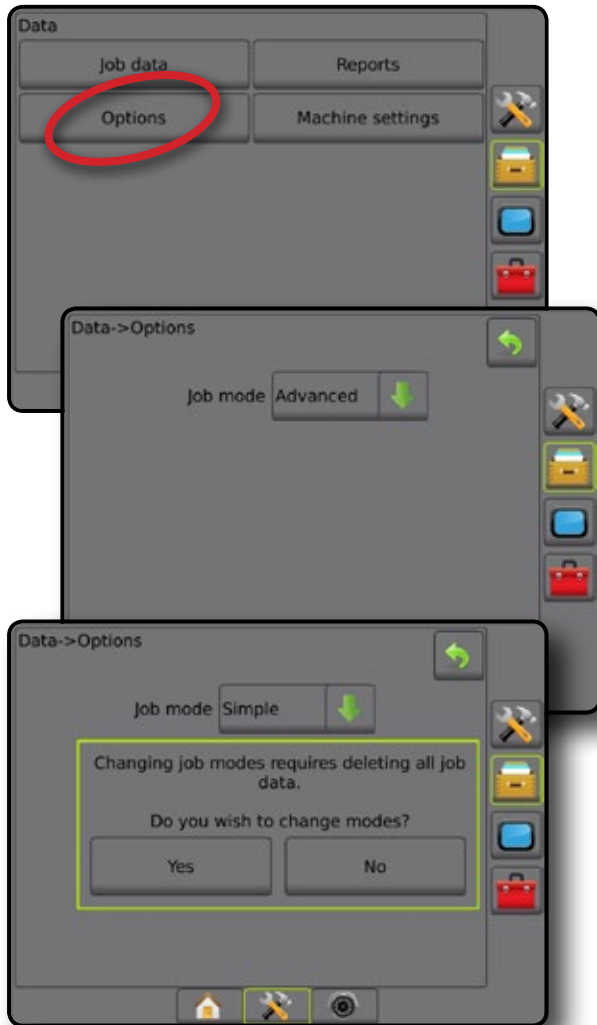 Data
Job data Reports
Options Machine settings
Data->Options
Job mode Advanced
Data->Options
Job mode Simple
Changing job modes requires deleting all job
data.
Do you wish to change modes?
Yes No